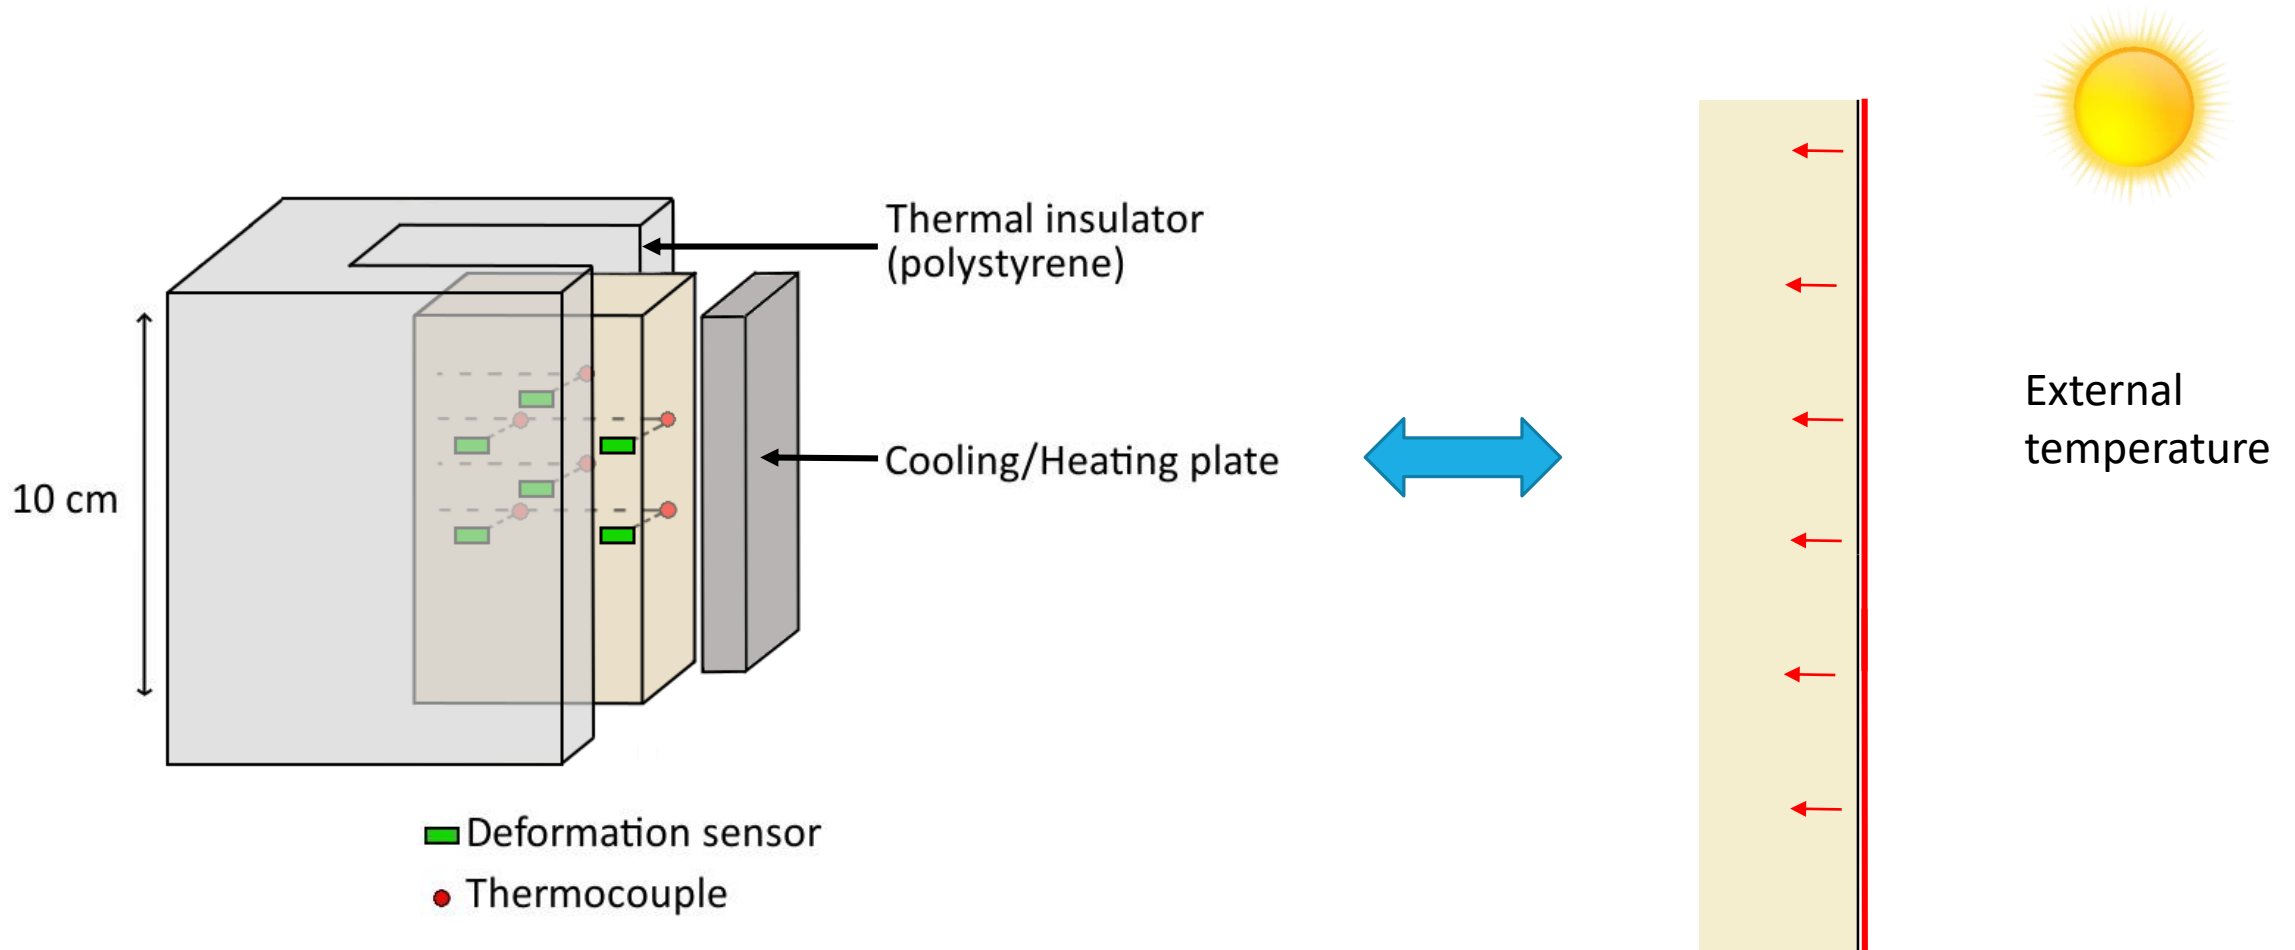 Thermal insulator
(polystyrene)
Cooling/Heating plate
10 cm
Deformation sensor
Thermocouple
External
temperature